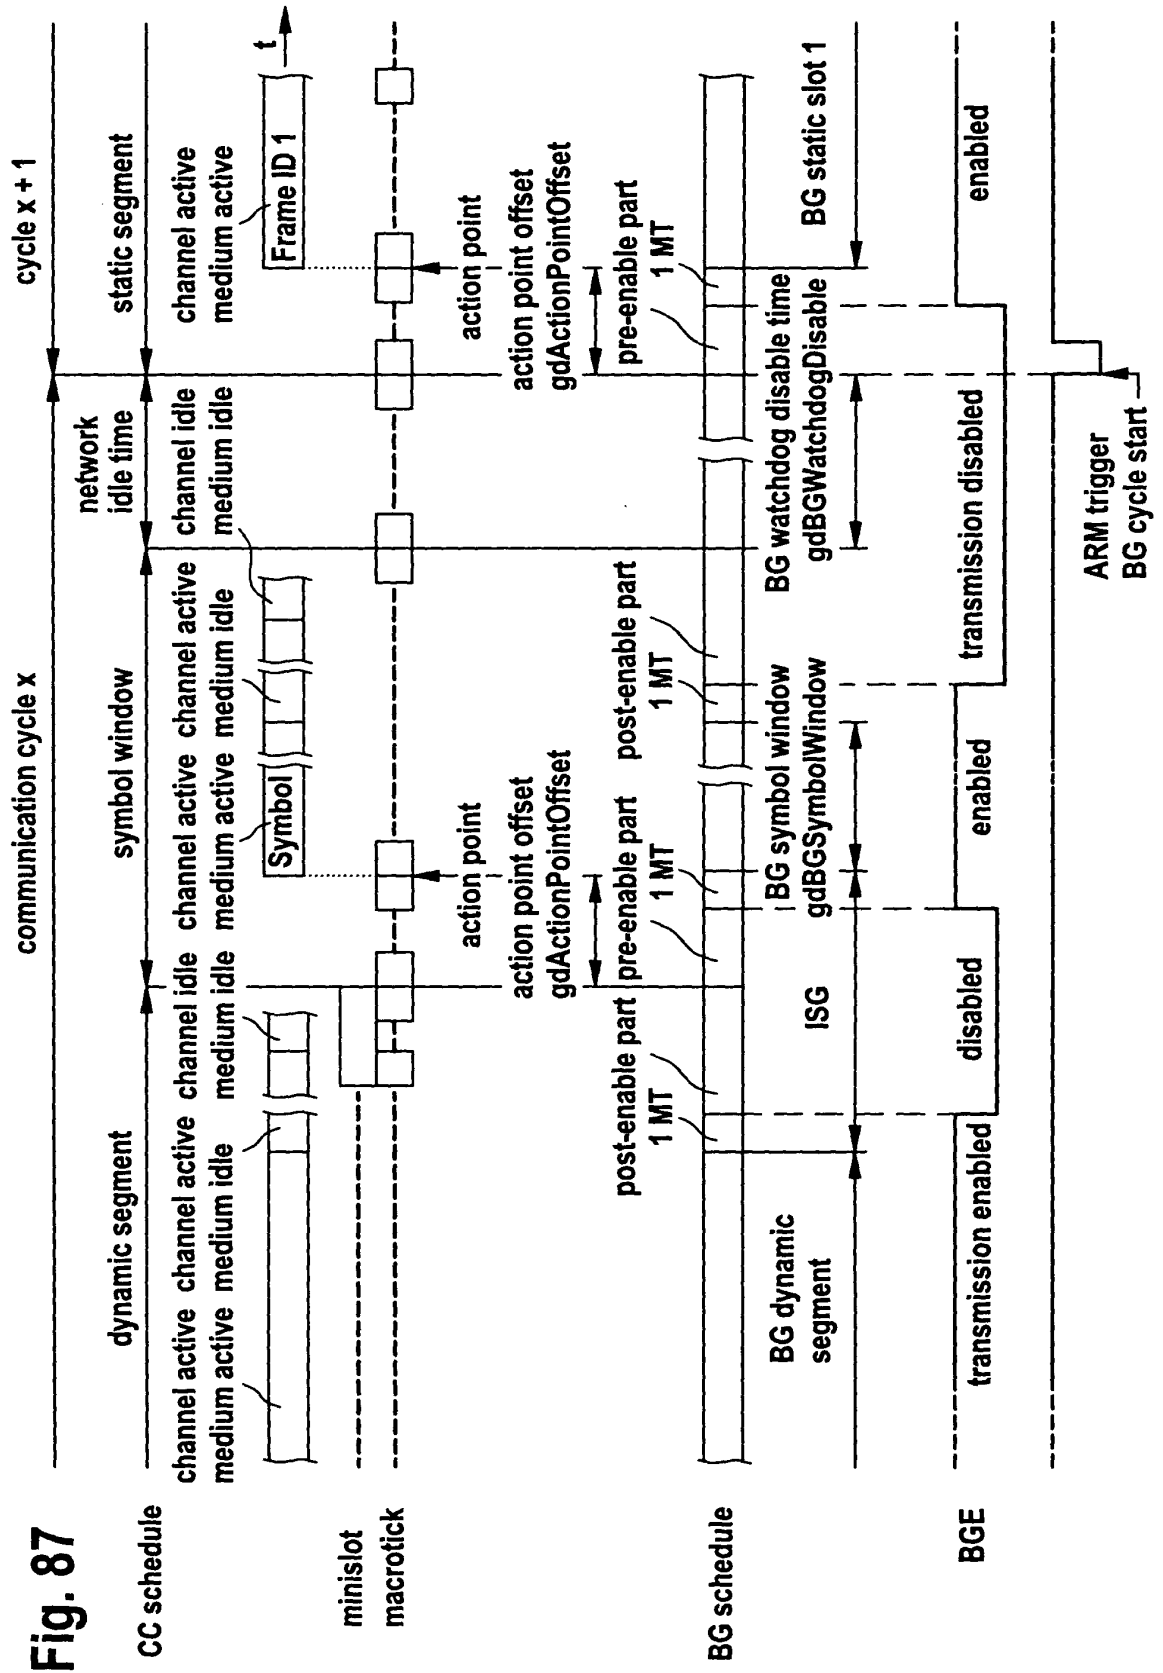 Fig. 87
communication cycle x
cycle x + 1
CC schedule
dynamic segment
symbol window
network
idle time
static segment
channel active
medium active
channel active
medium idle
channel idle
medium idle
channel active
medium active
channel active
medium idle
channel active
medium idle
channel idle
medium idle
channel active
medium active
Symbol
Frame ID 1
t
minislot
macrotick
action point
action point
action point offset
gdActionPointOffset
action point offset
gdActionPointOffset
post-enable part
1 MT
pre-enable part
1 MT
post-enable part
1 MT
pre-enable part
1 MT
BG schedule
BG dynamic
segment
ISG
BG symbol window
gdBGSymbolWindow
BG watchdog disable time
gdBGWatchdogDisable
BG static slot 1
BGE
transmission enabled
disabled
enabled
transmission disabled
enabled
ARM trigger
BG cycle start